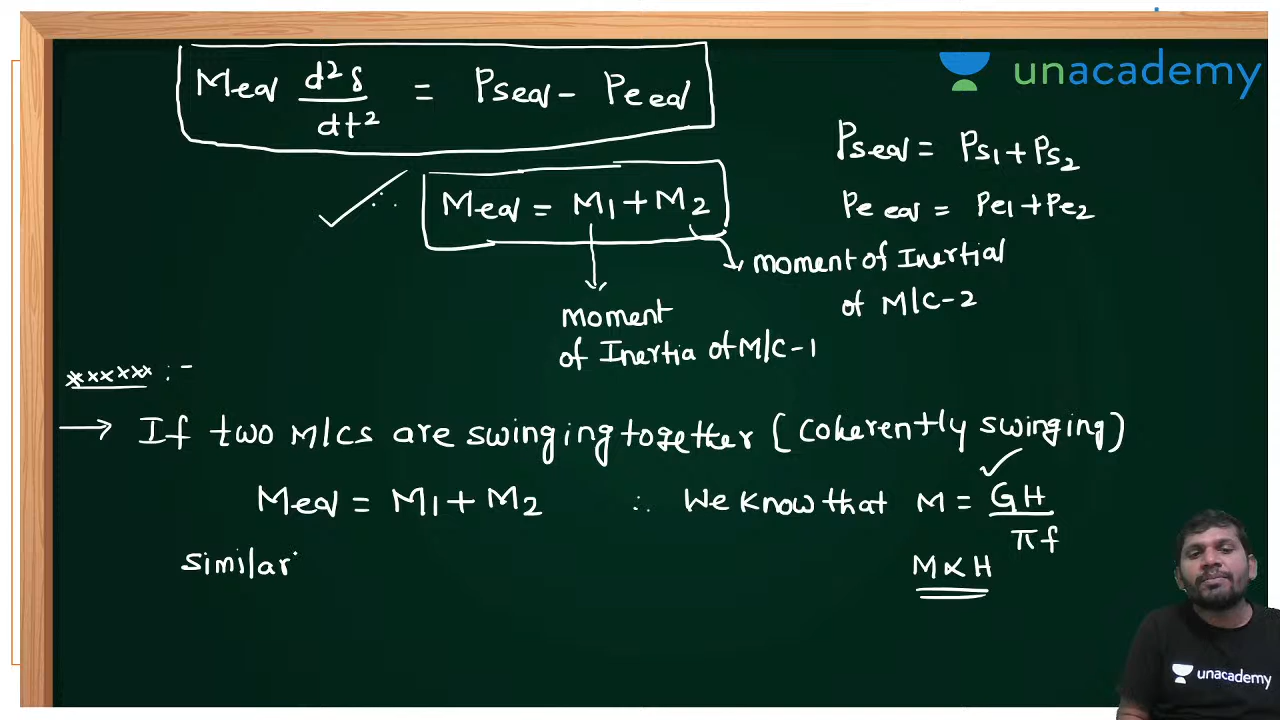 unacademy
Meq d²δ/dt² = Pseq - Peeq
Pseq = Ps1 + Ps2
∴ Meq = M1 + M2
Peeq = Pe1 + Pe2
moment of Inertial
of M/C-2
Moment
of Inertia of M/C-1
xxxxxx :-
→ If two M/Cs are swinging together (coherently swinging)
Meq = M1 + M2 ∴ We know that M = GH/πf
similari
M ∝ H
unacademy